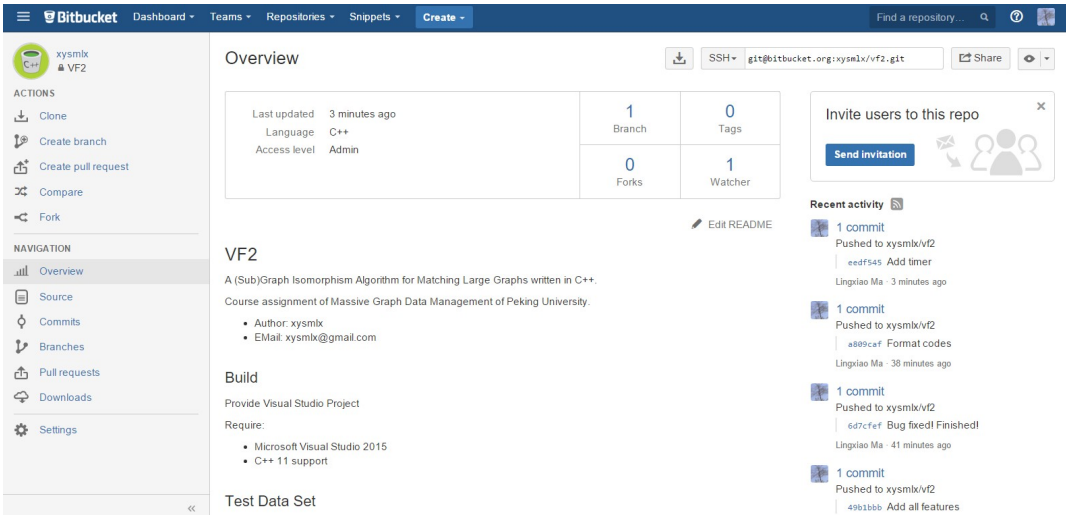 Bitbucket Dashboard Teams Repositories Snippets Create Find a repository...
xysmlx
VF2
C++
ACTIONS
Clone
Create branch
Create pull request
Compare
Fork
NAVIGATION
Overview
Source
Commits
Branches
Pull requests
Downloads
Settings
Overview
SSH git@bitbucket.org:xysmlx/vf2.git Share
Last updated 3 minutes ago
Language C++
Access level Admin
1
Branch
0
Tags
0
Forks
1
Watcher
Edit README
VF2
A (Sub)Graph Isomorphism Algorithm for Matching Large Graphs written in C++.
Course assignment of Massive Graph Data Management of Peking University.
• Author: xysmlx
• EMail: xysmlx@gmail.com
Build
Provide Visual Studio Project
Require:
• Microsoft Visual Studio 2015
• C++ 11 support
Test Data Set
Invite users to this repo
Send invitation
Recent activity
1 commit
Pushed to xysmlx/vf2
eedf545 Add timer
Lingxiao Ma · 3 minutes ago
1 commit
Pushed to xysmlx/vf2
a809caf Format codes
Lingxiao Ma · 38 minutes ago
1 commit
Pushed to xysmlx/vf2
6d7cfef Bug fixed! Finished!
Lingxiao Ma · 41 minutes ago
1 commit
Pushed to xysmlx/vf2
49b1bbb Add all features